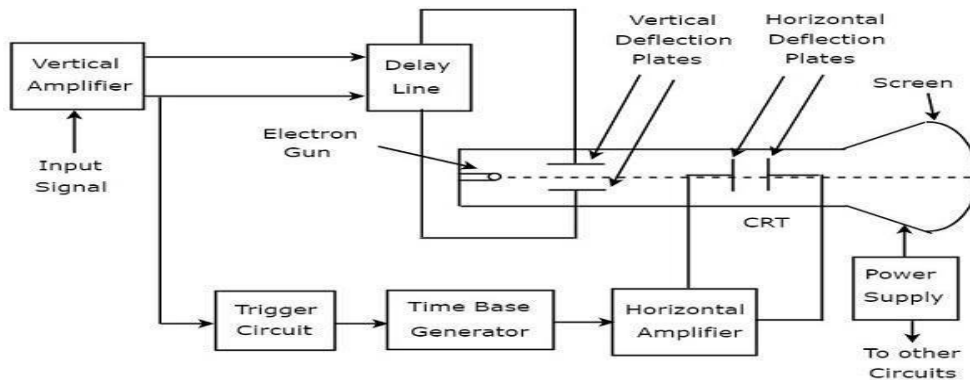 Vertical
Amplifier
Input
Signal
Delay
Line
Electron
Gun
Vertical
Deflection
Plates
Horizontal
Deflection
Plates
Screen
CRT
Trigger
Circuit
Time Base
Generator
Horizontal
Amplifier
Power
Supply
To other
Circuits